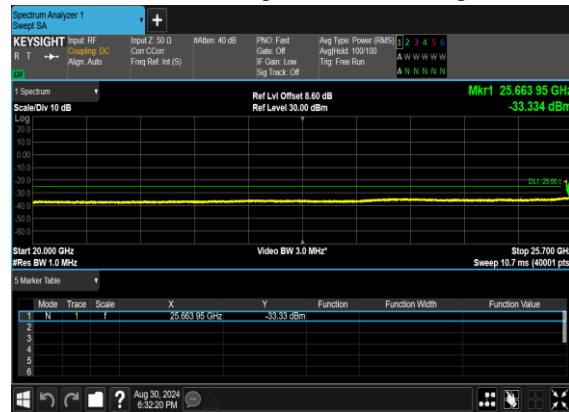 Spectrum Analyzer 1
Swept SA
+
KEYSIGHT Input: RF Input Z: 50 Ω #Atten: 40 dB PNO: Fast Avg Type: Power (RMS) 1 2 3 4 5 6
R T Coupling: DC Corr CCorr Gate: Off Avg|Hold: 100/100 A W W W W W
Align: Auto Freq Ref: Int (S) IF Gain: Low Trig: Free Run
LXI Sig Track: Off A N N N N N
1 Spectrum Ref Lvl Offset 8.60 dB Mkr1 25.663 95 GHz
Scale/Div 10 dB Ref Level 30.00 dBm -33.334 dBm
Log
20.0
10.0
0.00
-10.0
-20.0
DL1 -25.00
-30.0
-40.0
-50.0
-60.0
Start 20.000 GHz Video BW 3.0 MHz* Stop 25.700 GHz
#Res BW 1.0 MHz Sweep 10.7 ms (40001 pts)
5 Marker Table
Mode Trace Scale X Y Function Function Width Function Value
1 N 1 f 25.663 95 GHz -33.33 dBm
2
3
4
5
6
? Aug 30, 2024
6:32:20 PM